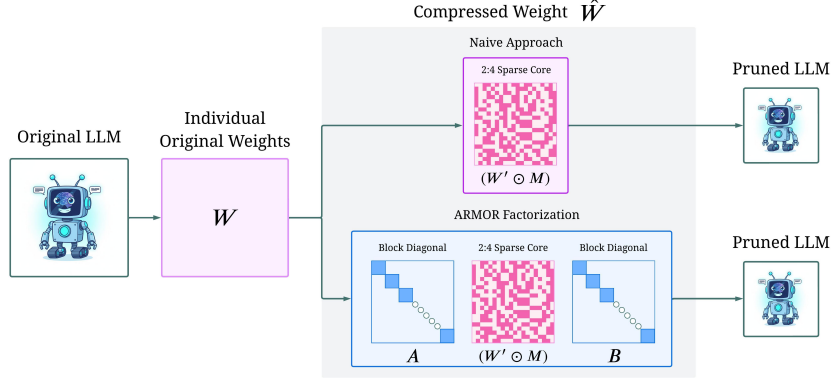 Compressed Weight Ŵ
Naive Approach
2:4 Sparse Core
(W′ ⊙ M)
Pruned LLM
Original LLM
Individual
Original Weights
W
ARMOR Factorization
Block Diagonal
2:4 Sparse Core
Block Diagonal
A
(W′ ⊙ M)
B
Pruned LLM